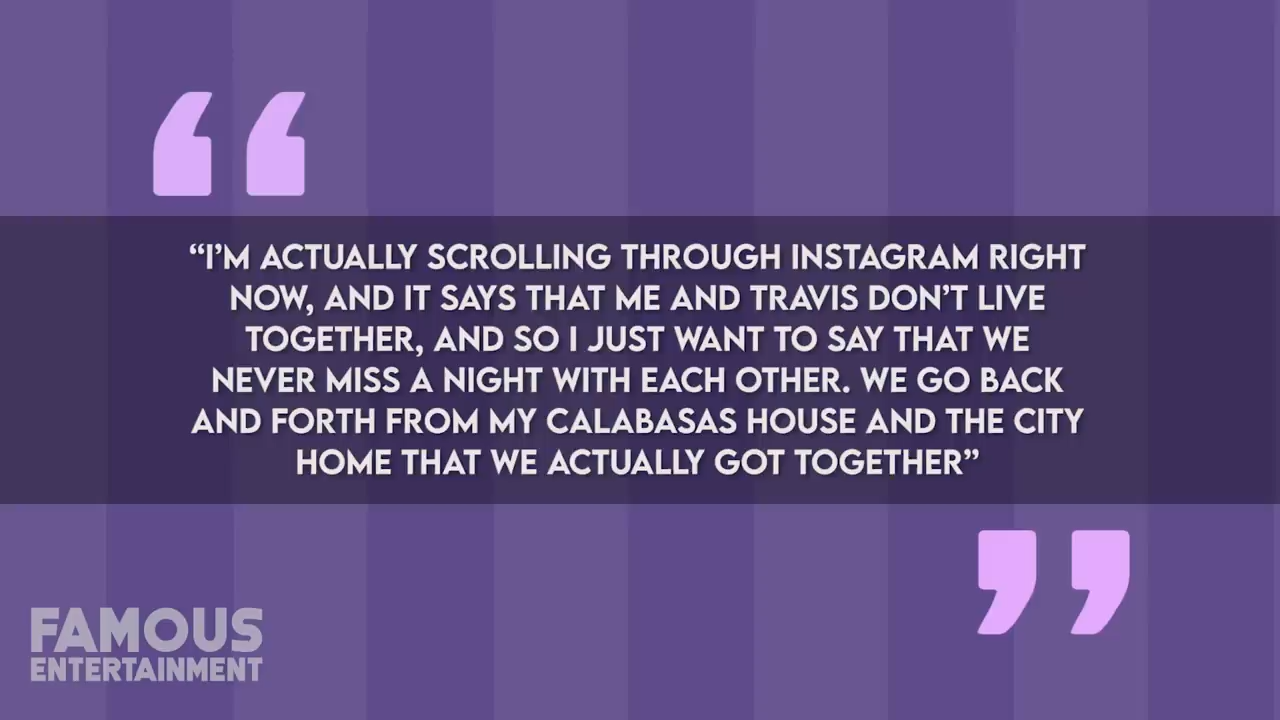 “I’M ACTUALLY SCROLLING THROUGH INSTAGRAM RIGHT
NOW, AND IT SAYS THAT ME AND TRAVIS DON’T LIVE
TOGETHER, AND SO I JUST WANT TO SAY THAT WE
NEVER MISS A NIGHT WITH EACH OTHER. WE GO BACK
AND FORTH FROM MY CALABASAS HOUSE AND THE CITY
HOME THAT WE ACTUALLY GOT TOGETHER”
FAMOUS
ENTERTAINMENT